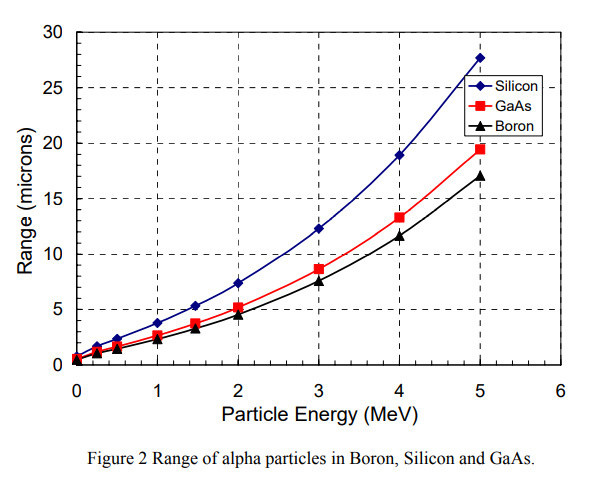 30
25
20
15
10
5
0
Range (microns)
Silicon
GaAs
Boron
0 1 2 3 4 5 6
Particle Energy (MeV)
Figure 2 Range of alpha particles in Boron, Silicon and GaAs.